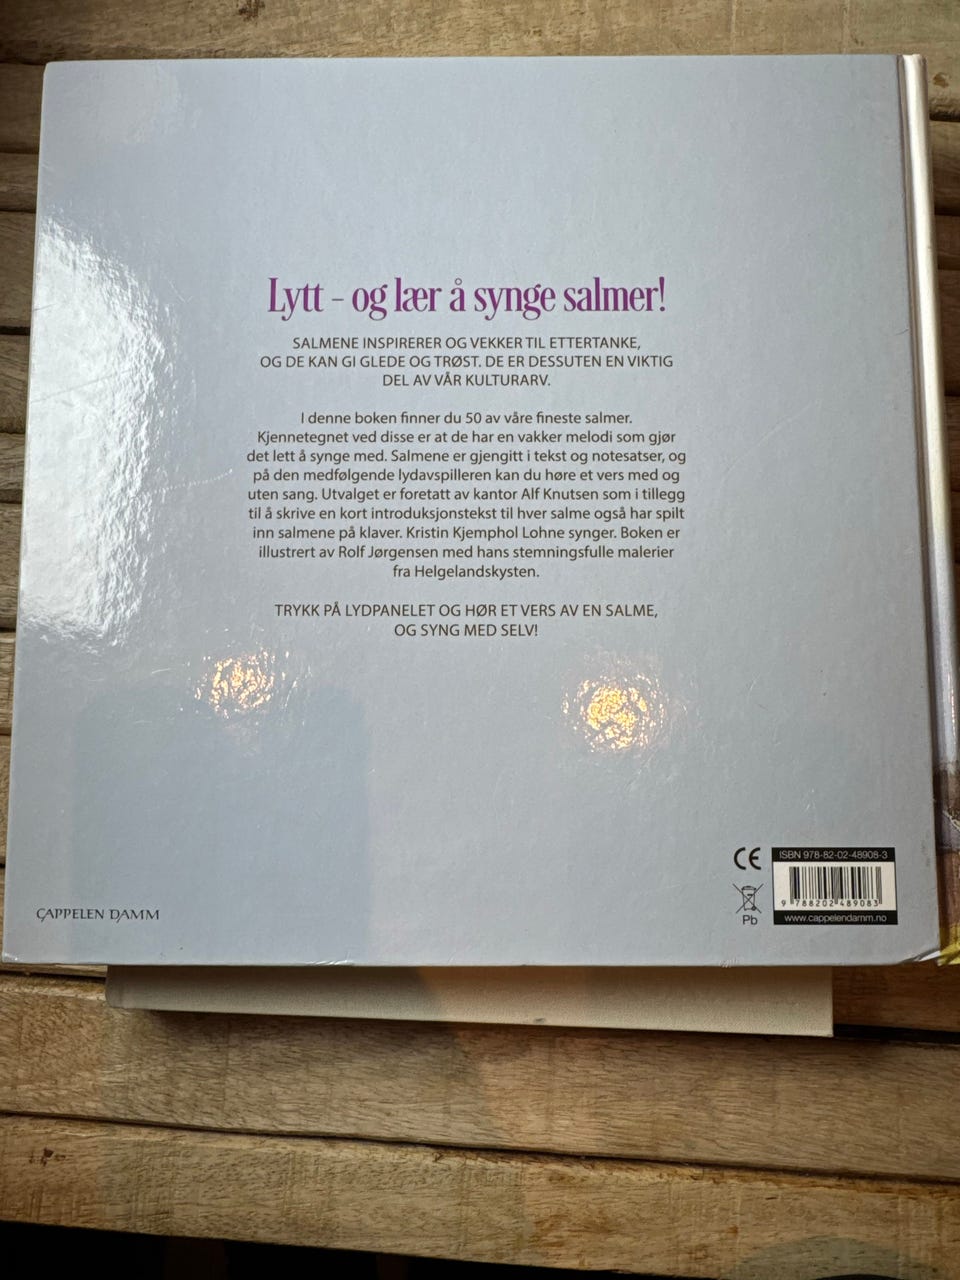 Lytt – og lær å synge salmer!
SALMENE INSPIRERER OG VEKKER TIL ETTERTANKE,
OG DE KAN GI GLEDE OG TRØST. DE ER DESSUTEN EN VIKTIG
DEL AV VÅR KULTURARV.
I denne boken finner du 50 av våre fineste salmer.
Kjennetegnet ved disse er at de har en vakker melodi som gjør
det lett å synge med. Salmene er gjengitt i tekst og notesatser, og
på den medfølgende lydavspilleren kan du høre et vers med og
uten sang. Utvalget er foretatt av kantor Alf Knutsen som i tillegg
til å skrive en kort introduksjonstekst til hver salme også har spilt
inn salmene på klaver. Kristin Kjemphol Lohne synger. Boken er
illustrert av Rolf Jørgensen med hans stemningsfulle malerier
fra Helgelandskysten.
TRYKK PÅ LYDPANELET OG HØR ET VERS AV EN SALME,
OG SYNG MED SELV!
CE
ISBN 978-82-02-48908-3
9 788202 489083
Pb
www.cappelendamm.no
CAPPELEN DAMM